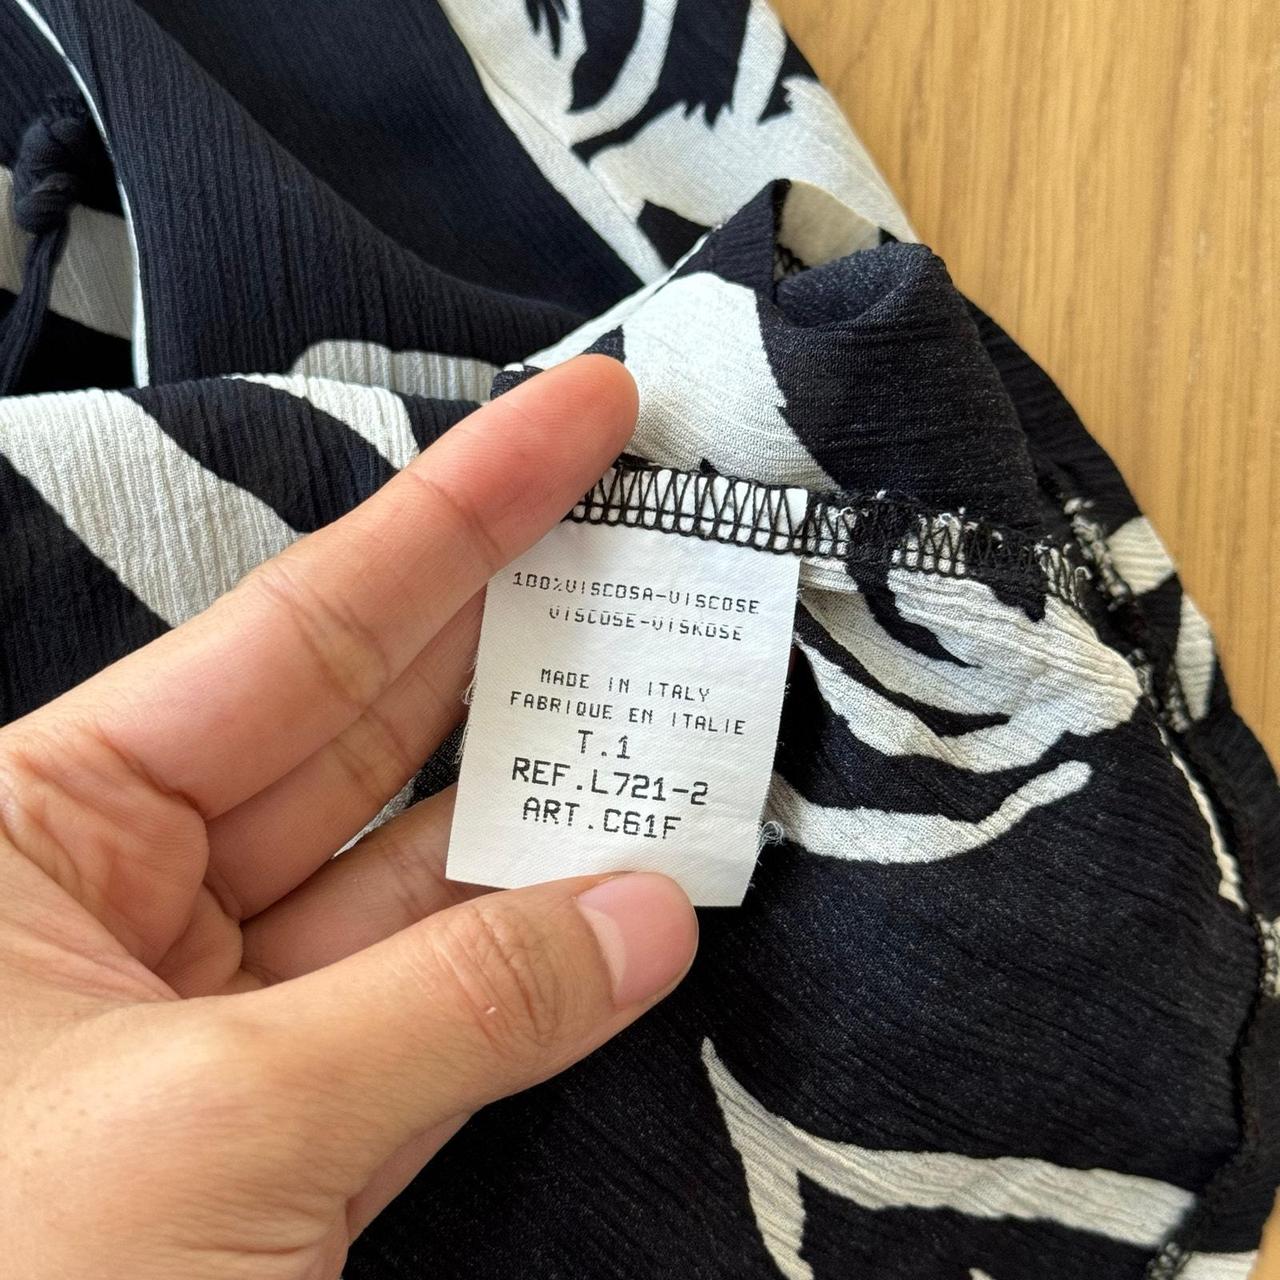 100%VISCOSA-VISCOSE
VISCOSE-VISKOSE
MADE IN ITALY
FABRIQUE EN ITALIE
T.1
REF.L721-2
ART.C61F